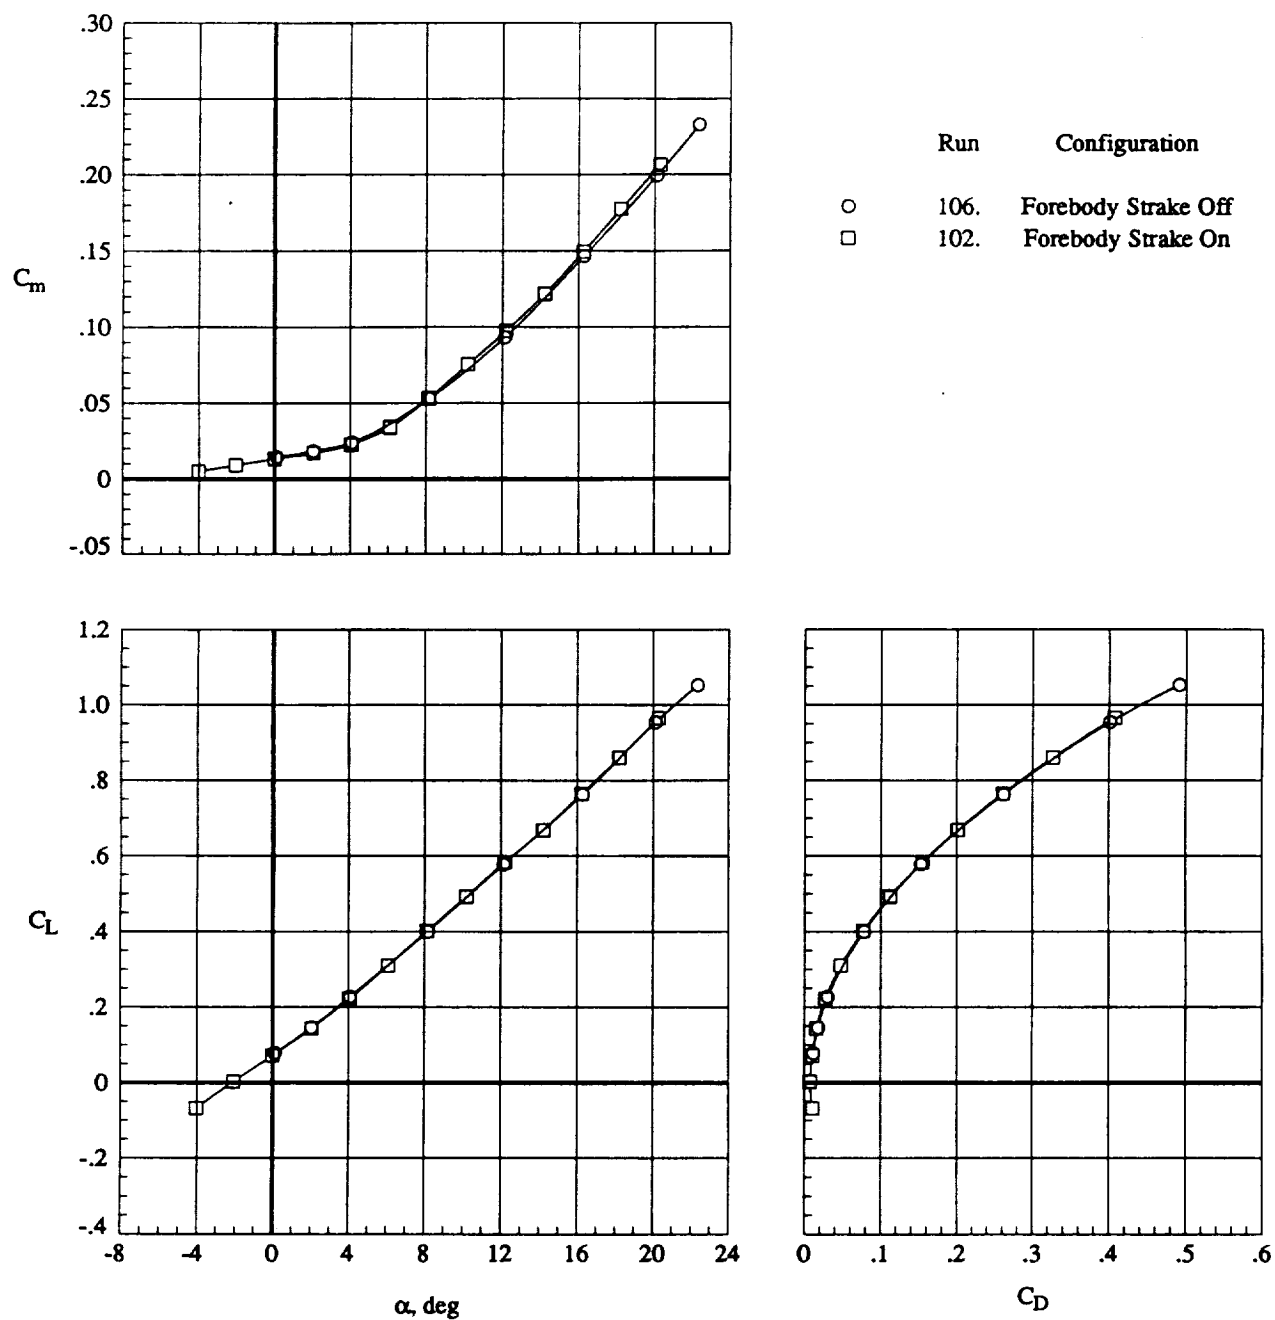 .30
.25
.20
.15
.10
.05
0
-.05
Cm
Run Configuration
106. Forebody Strake Off
102. Forebody Strake On
1.2
1.0
.8
.6
.4
.2
0
-.2
-.4
CL
-8 -4 0 4 8 12 16 20 24
α, deg
0 .1 .2 .3 .4 .5 .6
CD